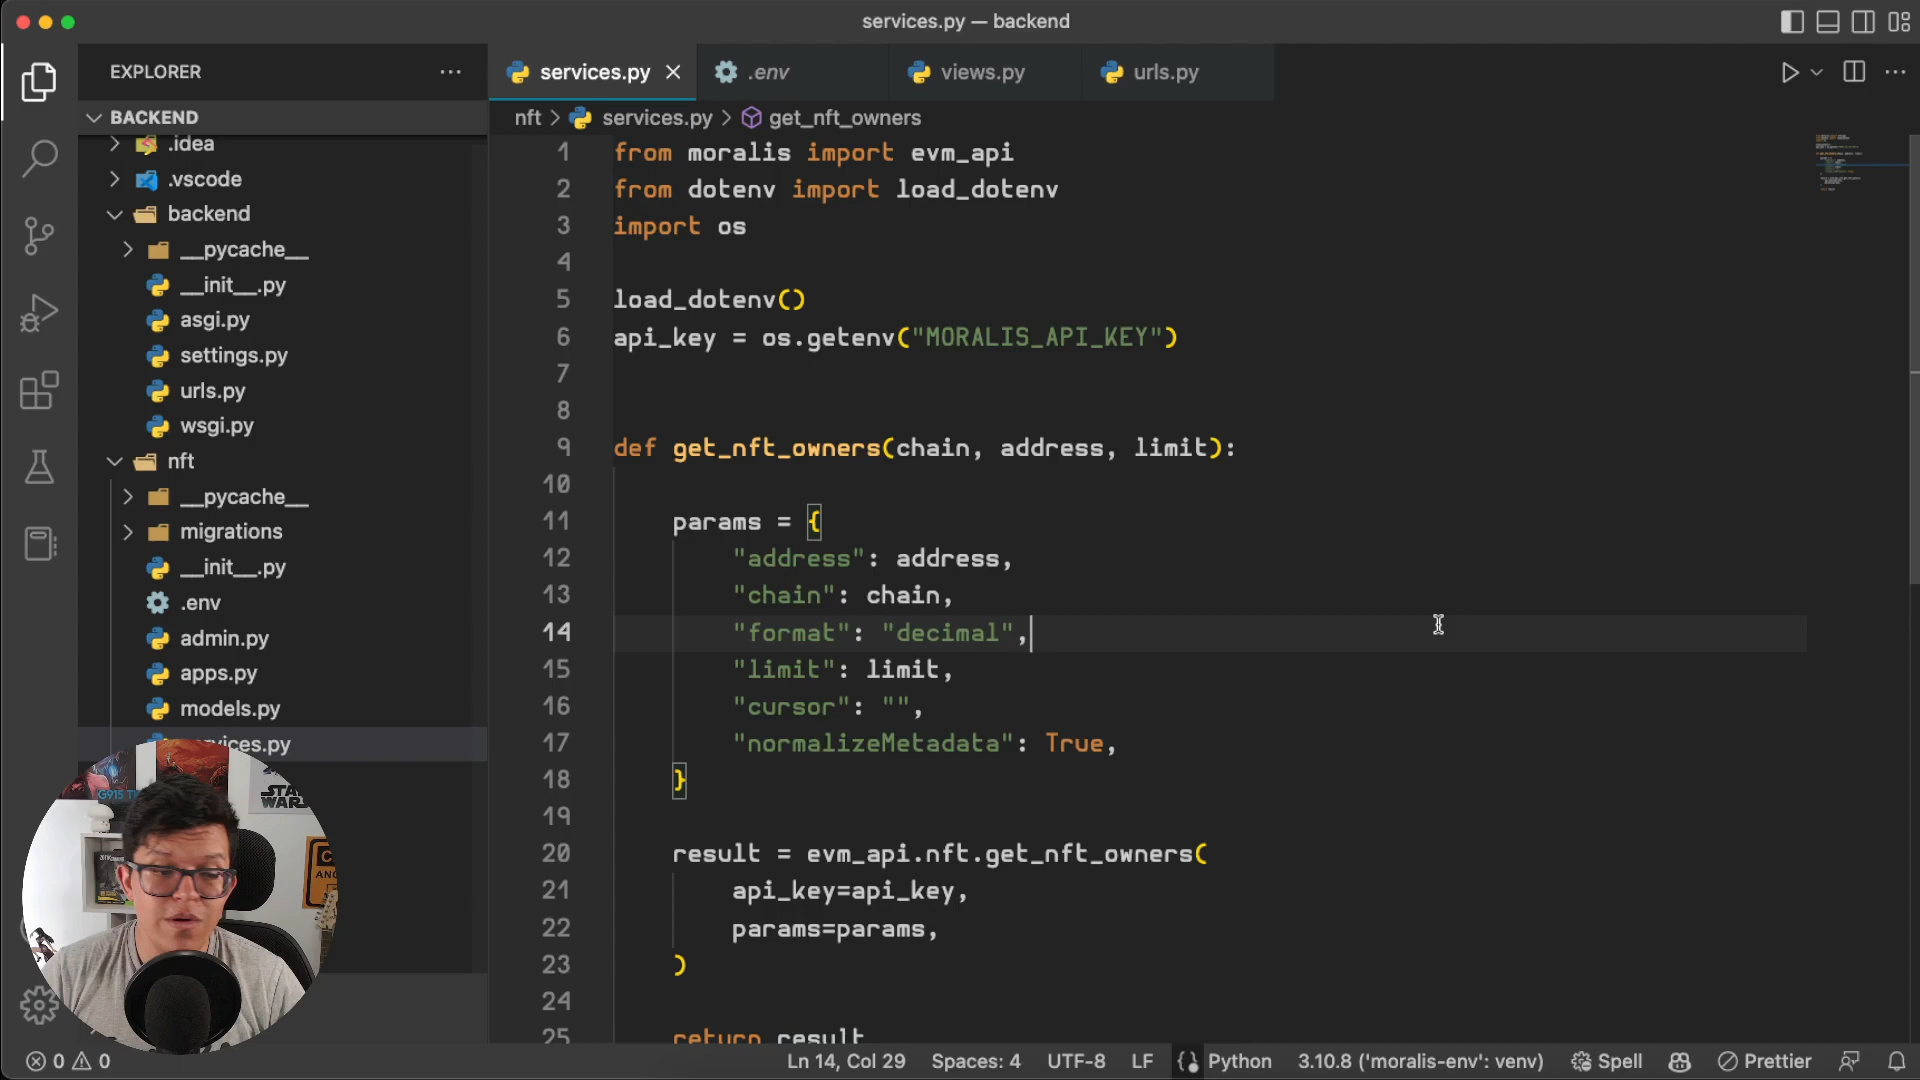 services.py — backend
EXPLORER
BACKEND
.idea
.vscode
backend
__pycache__
__init__.py
asgi.py
settings.py
urls.py
wsgi.py
nft
__pycache__
migrations
__init__.py
.env
admin.py
apps.py
models.py
ices.py
services.py
.env
views.py
urls.py
nft > services.py > get_nft_owners
1 from moralis import evm_api
2 from dotenv import load_dotenv
3 import os
4
5 load_dotenv()
6 api_key = os.getenv("MORALIS_API_KEY")
7
8
9 def get_nft_owners(chain, address, limit):
10
11 params = {
12 "address": address,
13 "chain": chain,
14 "format": "decimal",
15 "limit": limit,
16 "cursor": "",
17 "normalizeMetadata": True,
18 }
19
20 result = evm_api.nft.get_nft_owners(
21 api_key=api_key,
22 params=params,
23 )
24
25 return result
G915
STAR
WARS
0 0
Ln 14, Col 29
Spaces: 4
UTF-8
LF
Python
3.10.8 ('moralis-env': venv)
Spell
Prettier